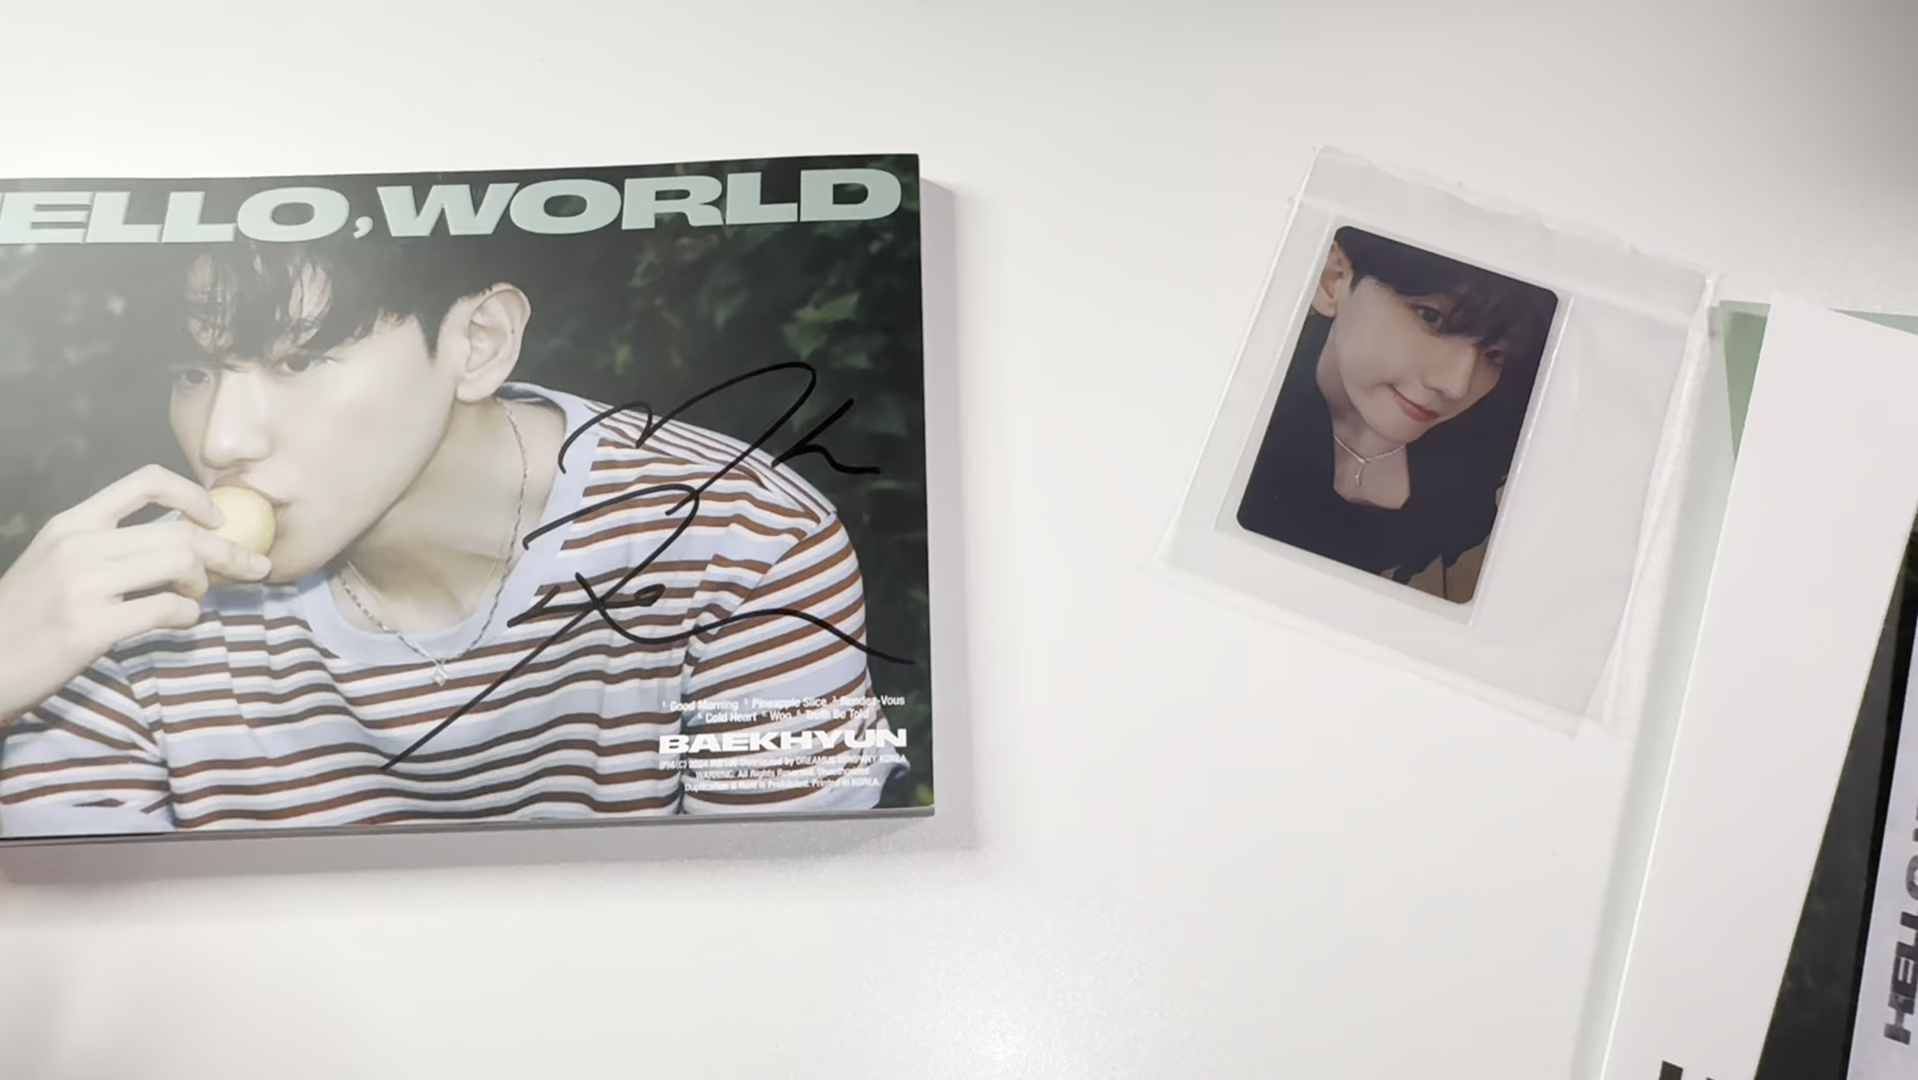 ELLO, WORLD
1. Good Morning 2. Pineapple Slice 3. Rendez-Vous
4. Cold Heart 5. Woo 6. Truth Be Told
BAEKHYUN
(P)&(C) 2024 Distributed by DREAMUS COMPANY KOREA.
WARNING: All Rights Reserved. Unauthorized
Duplication & Rent is Prohibited. Printed in KOREA.
HELLO,